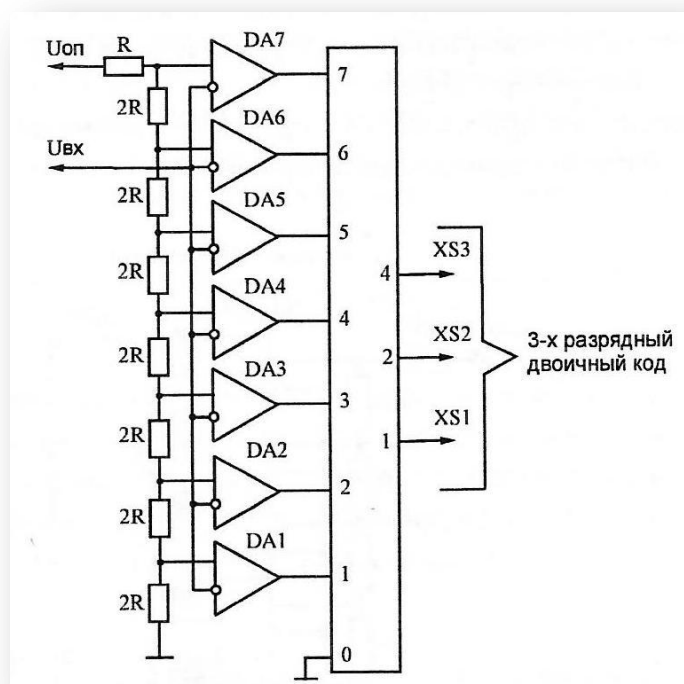 Uоп
R
DA7
7
2R
DA6
6
Uвх
2R
DA5
5
2R
DA4
4
2R
DA3
3
2R
DA2
2
2R
DA1
1
2R
0
4
XS3
2
XS2
1
XS1
3-х разрядный
двоичный код